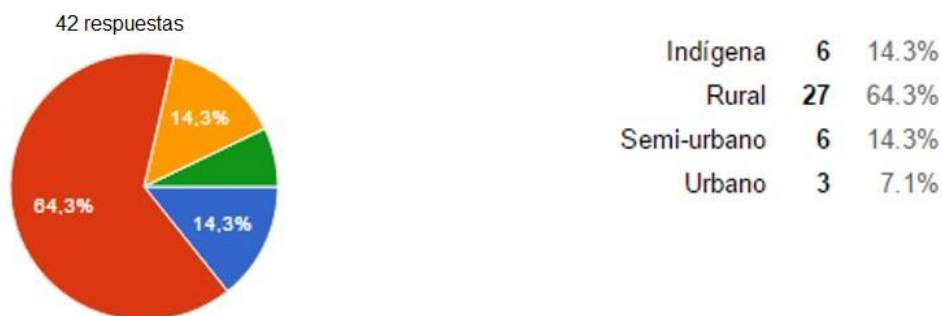 42 respuestas
14,3%
64,3%
14,3%
Indígena 6 14.3%
Rural 27 64.3%
Semi-urbano 6 14.3%
Urbano 3 7.1%